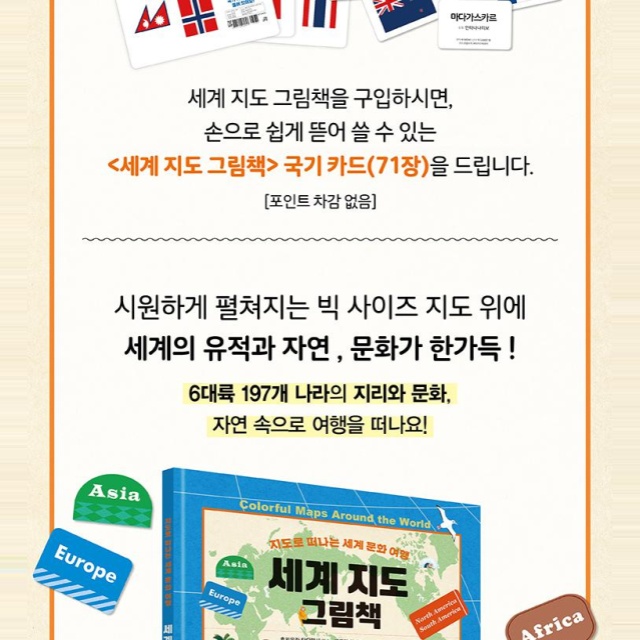 마다가스카르
세계 지도 그림책을 구입하시면,
손으로 쉽게 뜯어 쓸 수 있는
<세계 지도 그림책> 국기 카드(71장)을 드립니다.
[포인트 차감 없음]
시원하게 펼쳐지는 빅 사이즈 지도 위에
세계의 유적과 자연 , 문화가 한가득 !
6대륙 197개 나라의 지리와 문화,
자연 속으로 여행을 떠나요!
Asia
Europe
Colorful Maps Around the World
지도로 떠나는 세계 문화 여행
Asia
Europe
세계 지도
그림책
North America
South America
Africa